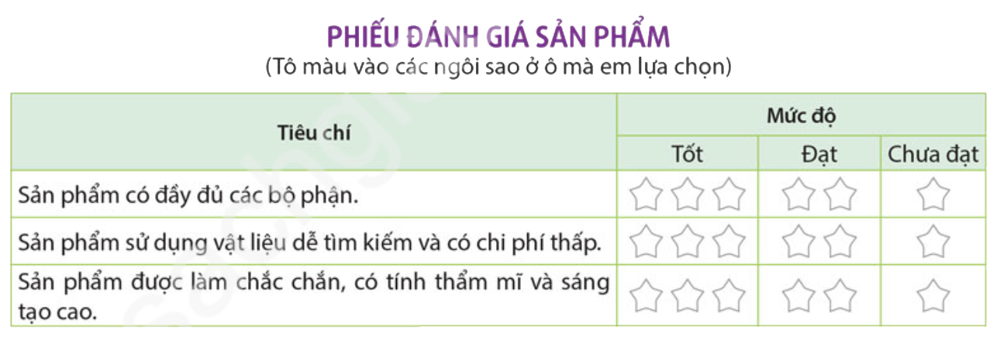 PHIẾU ĐÁNH GIÁ SẢN PHẨM
(Tô màu vào các ngôi sao ở ô mà em lựa chọn)
Tiêu chí
Mức độ
Tốt
Đạt
Chưa đạt
Sản phẩm có đầy đủ các bộ phận.
Sản phẩm sử dụng vật liệu dễ tìm kiếm và có chi phí thấp.
Sản phẩm được làm chắc chắn, có tính thẩm mĩ và sáng
tạo cao.